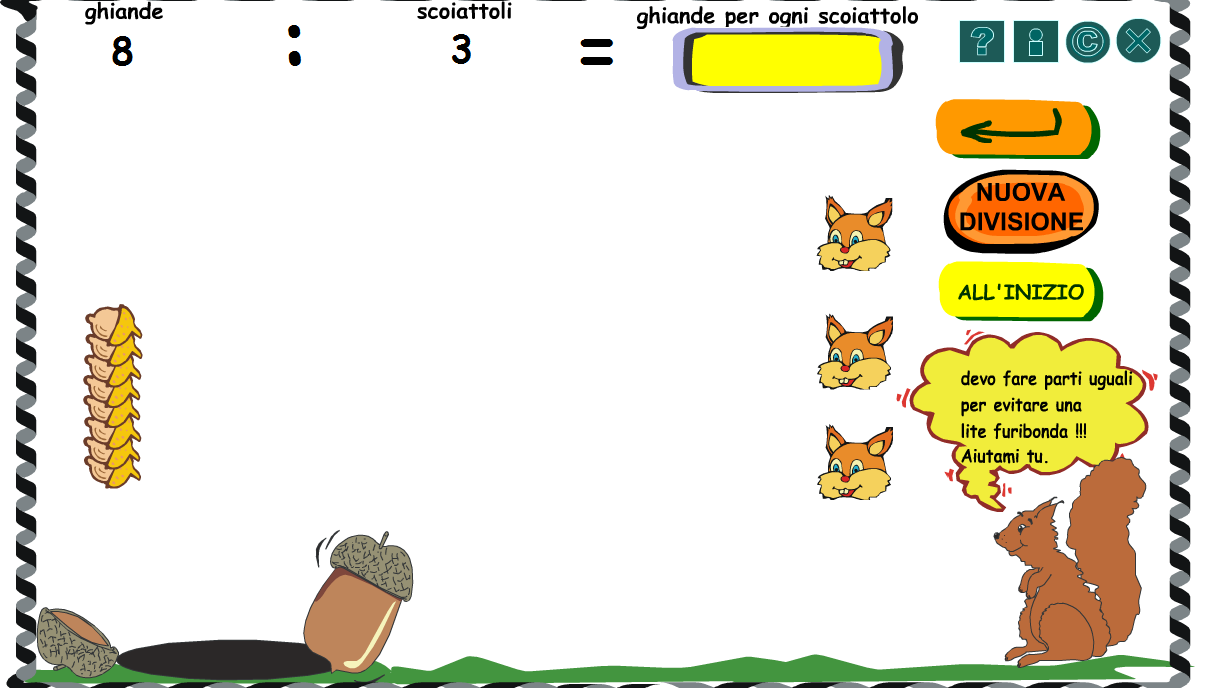 ghiande scoiattoli ghiande per ogni scoiattolo
8 : 3 =
? i © X
NUOVA
DIVISIONE
ALL'INIZIO
devo fare parti uguali
per evitare una
lite furibonda !!!
Aiutami tu.